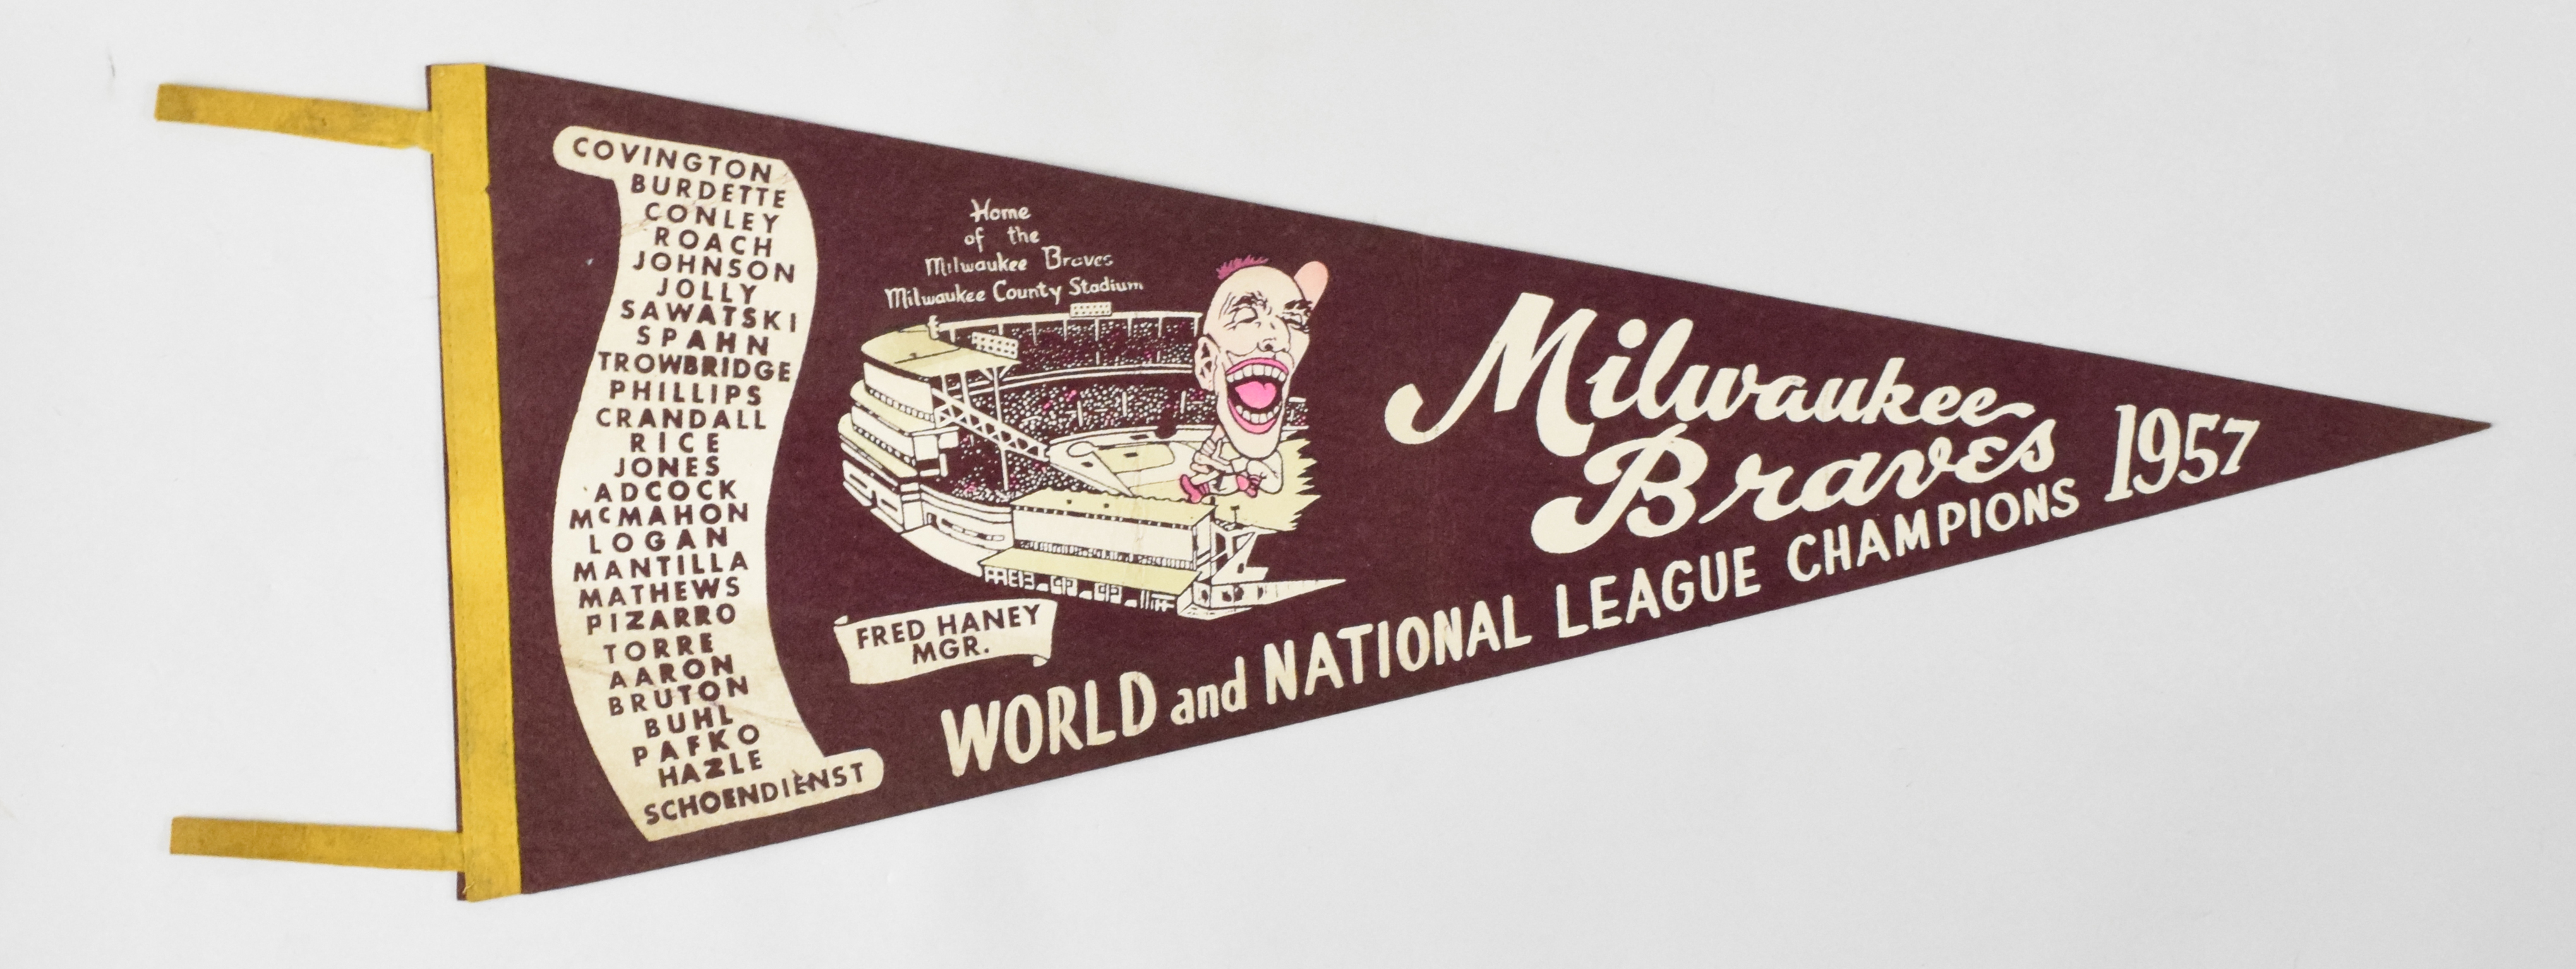 COVINGTON
BURDETTE
CONLEY
ROACH
JOHNSON
JOLLY
SAWATSKI
SPAHN
TROWBRIDGE
PHILLIPS
CRANDALL
RICE
JONES
ADCOCK
McMAHON
LOGAN
MANTILLA
MATHEWS
PIZARRO
TORRE
AARON
BRUTON
BUHL
PAFKO
HAZLE
SCHOENDIENST
Home
of the
Milwaukee Braves
Milwaukee County Stadium
FRED HANEY
MGR.
Milwaukee
Braves
1957
WORLD and NATIONAL LEAGUE CHAMPIONS